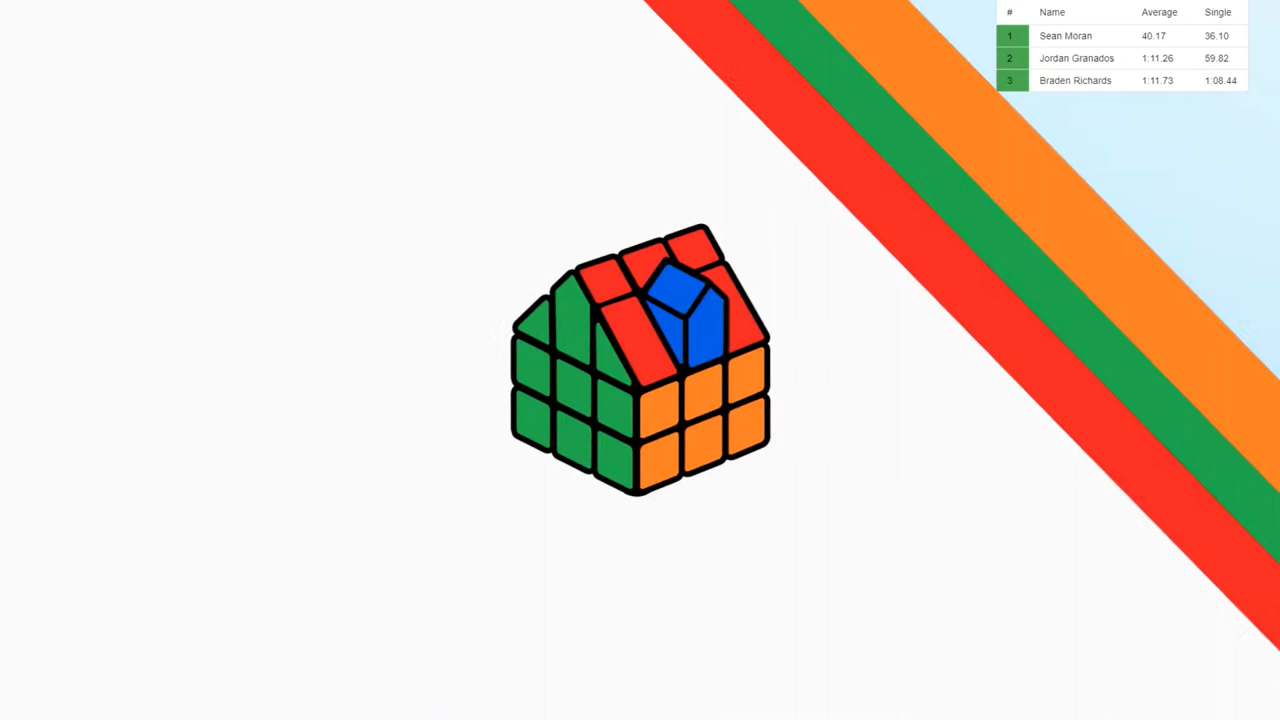 # Name Average Single
1 Sean Moran 40.17 36.10
2 Jordan Granados 1:11.26 59.82
3 Braden Richards 1:11.73 1:08.44